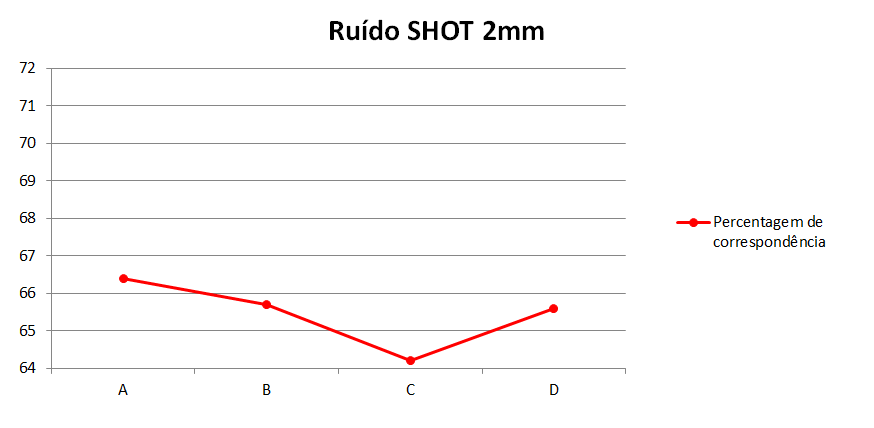 Ruído SHOT 2mm
72
71
70
69
68
67
66
65
64
A B C D
Percentagem de
correspondência